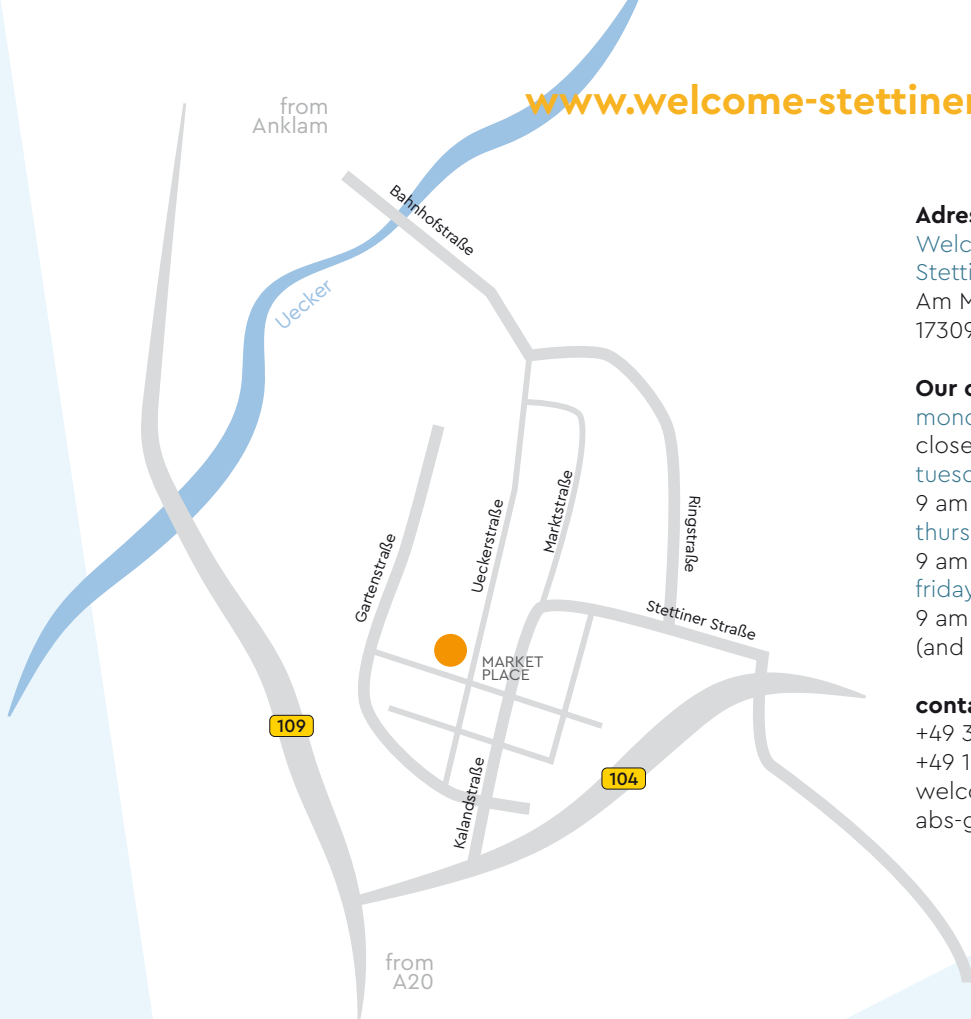 www.welcome-stettiner
from
Anklam
Bahnhofstraße
Uecker
Gartenstraße
Ueckerstraße
Marktstraße
Ringstraße
Stettiner Straße
MARKET
PLACE
109
104
Kalandstraße
from
A20
Adres
Welc
Stetti
Am M
17309
Our
mond
close
tuesd
9 am
thurs
9 am
friday
9 am
(and
conta
+49 3
+49 1
welco
abs-g